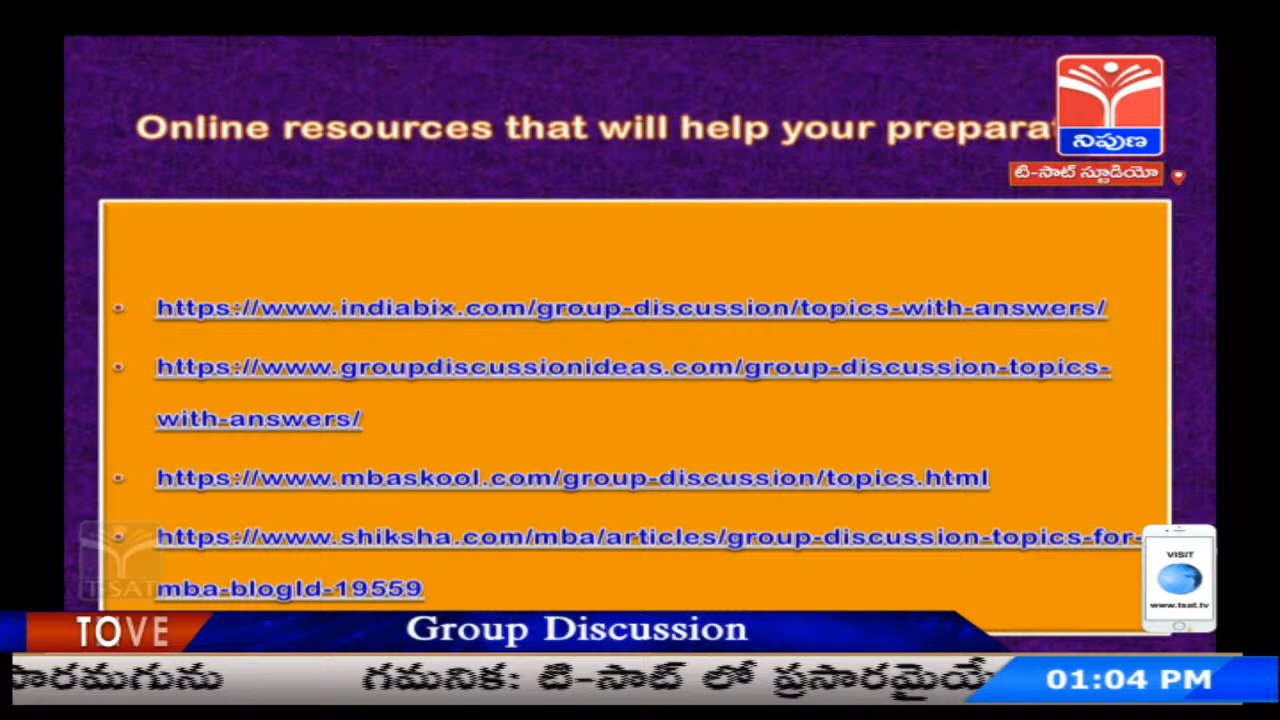 Online resources that will help your prepara
నిపుణ
టి-సాట్ స్టూడియో
• https://www.indiabix.com/group-discussion/topics-with-answers/
• https://www.groupdiscussionideas.com/group-discussion-topics-
with-answers/
• https://www.mbaskool.com/group-discussion/topics.html
• https://www.shiksha.com/mba/articles/group-discussion-topics-for-
mba-blogId-19559
T-SAT
VISIT
www.tsat.tv
Group Discussion
గమనిక: టి-సాట్ లో ప్రసారమైయే
01:04 PM